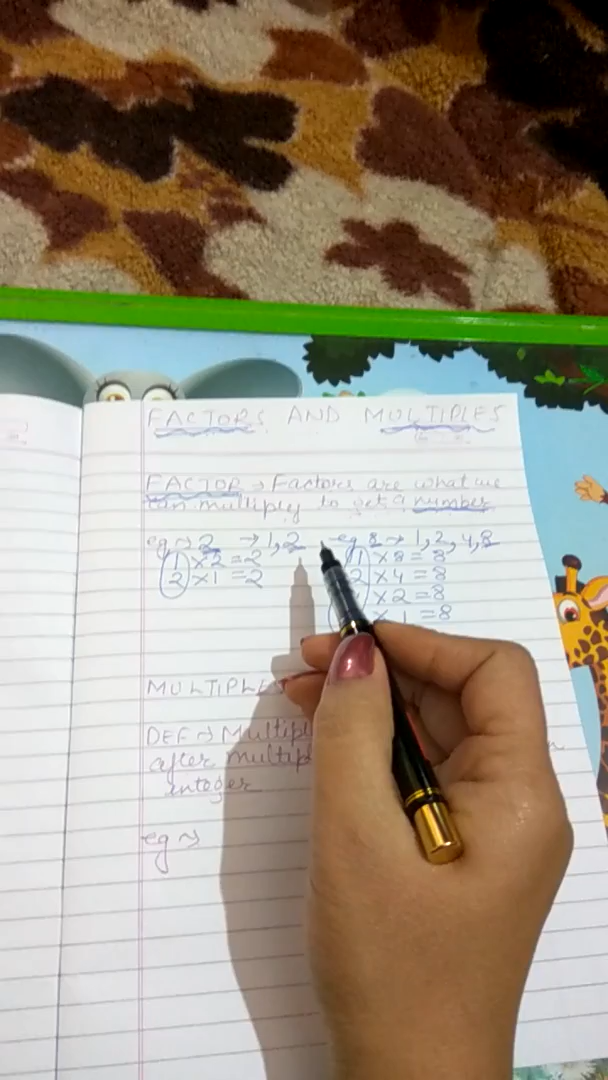 FACTORS AND MULTIPLES
FACTOR → Factors are what we
can multiply to get a number
eg → 2 → 1, 2 eg 8 → 1, 2, 4, 8
1 × 2 = 2 1 × 8 = 8
2 × 1 = 2 2 × 4 = 8
× 2 = 8
× 1 = 8
MULTIPLE
DEF → Multipl
after multipl
integer
eg →